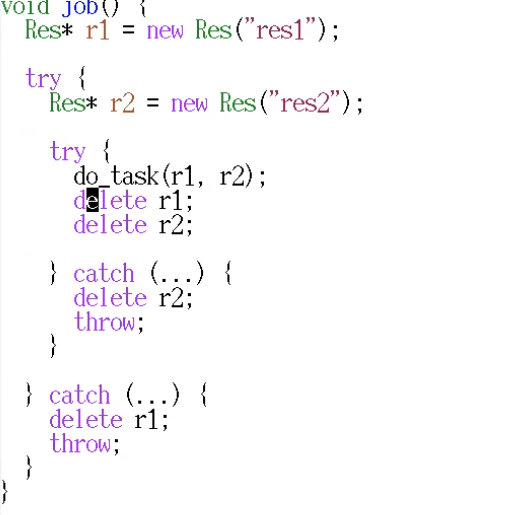 void job() {
  Res* r1 = new Res("res1");

  try {
    Res* r2 = new Res("res2");

    try {
      do_task(r1, r2);
      delete r1;
      delete r2;

    } catch (...) {
      delete r2;
      throw;
    }

  } catch (...) {
    delete r1;
    throw;
  }
}